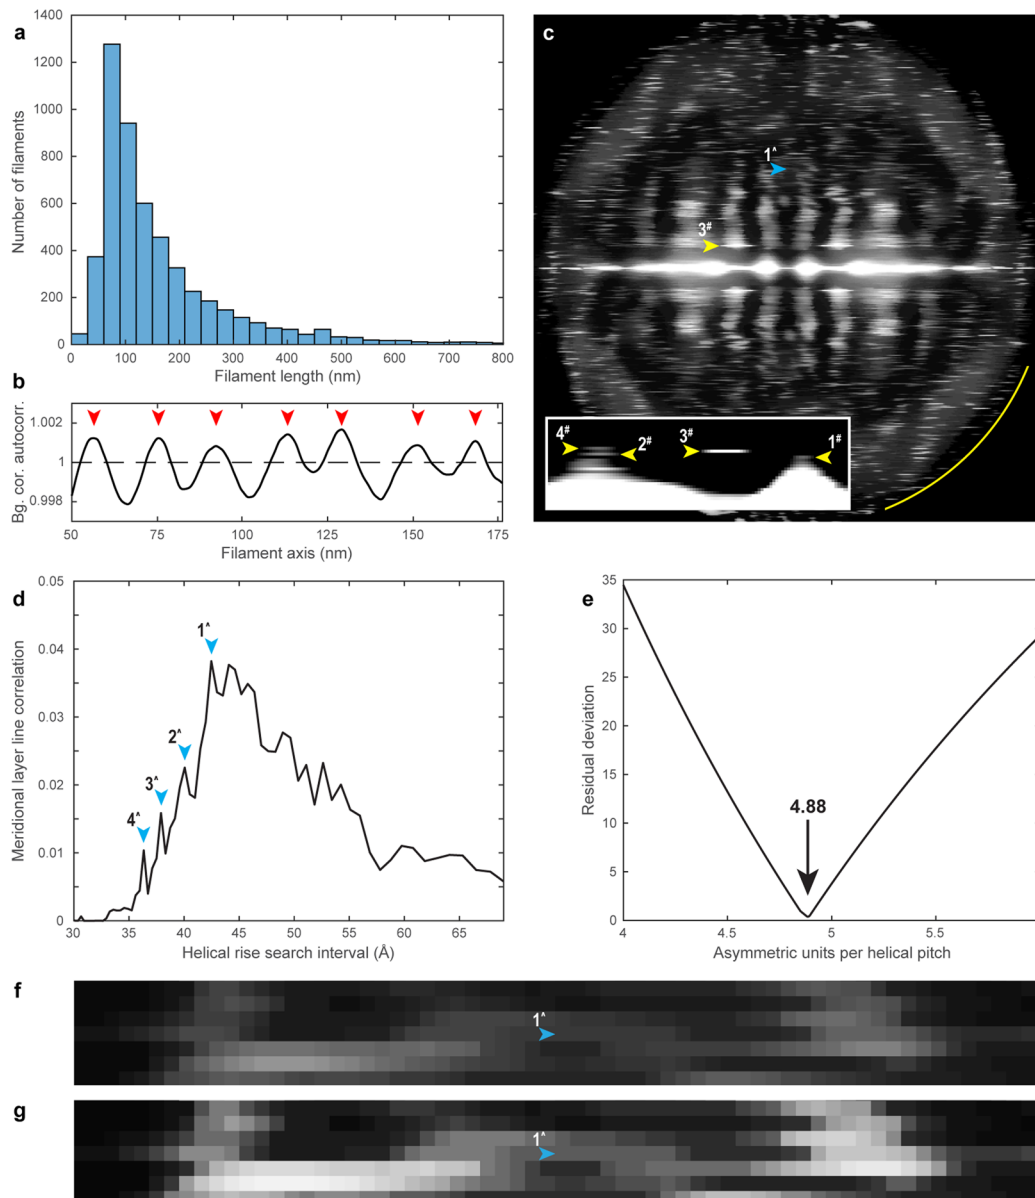 a
1400
1200
1000
800
600
400
200
0
Number of filaments
0 100 200 300 400 500 600 700 800
Filament length (nm)
b
1.002
1
0.998
Bg. cor. autocorr.
50 75 100 125 150 175
Filament axis (nm)
c
1^
3#
4#
2#
3#
1#
d
0.05
0.04
0.03
0.02
0.01
0
Meridional layer line correlation
1^
2^
3^
4^
30 35 40 45 50 55 60 65
Helical rise search interval (Å)
e
35
30
25
20
15
10
5
0
Residual deviation
4.88
4 4.5 5 5.5
Asymmetric units per helical pitch
f
1^
g
1^